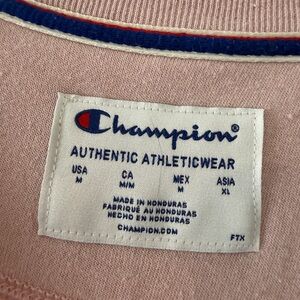 Champion®
AUTHENTIC ATHLETICWEAR
USA CA MEX ASIA
M M/M M XL
MADE IN HONDURAS
FABRIQUÉ AU HONDURAS
HECHO EN HONDURAS
CHAMPION.COM
FTX